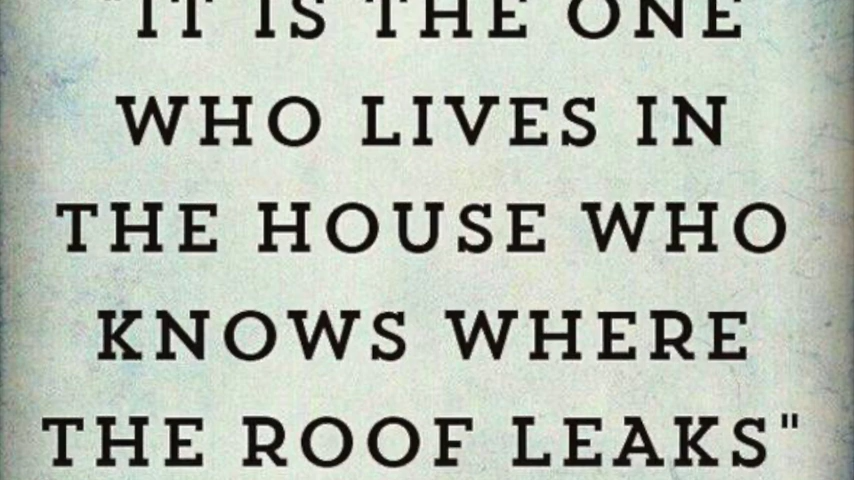 "IT IS THE ONE
WHO LIVES IN
THE HOUSE WHO
KNOWS WHERE
THE ROOF LEAKS"